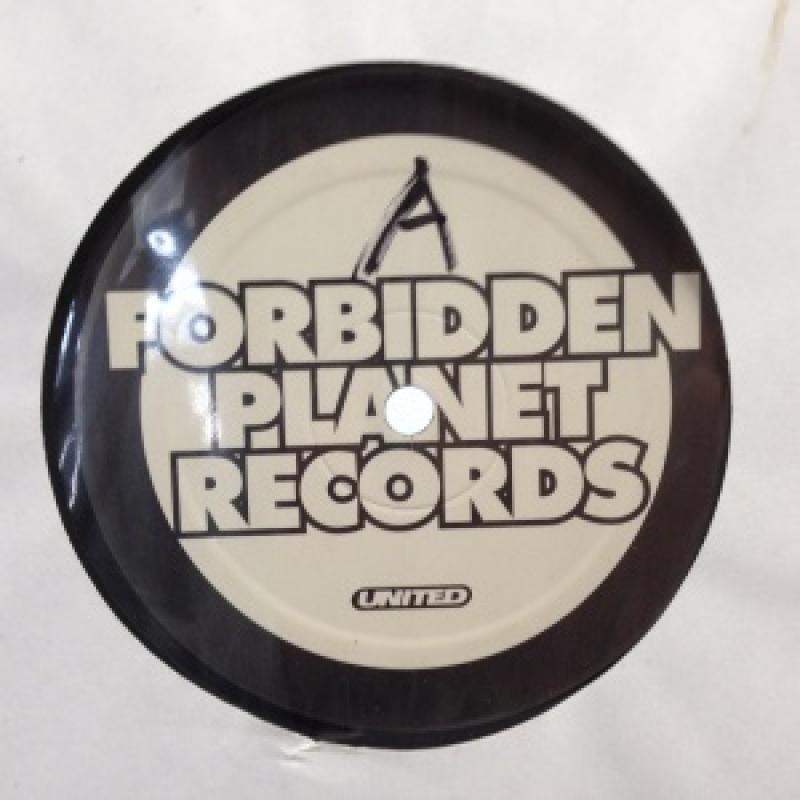 A
FORBIDDEN
PLANET
RECORDS
UNITED